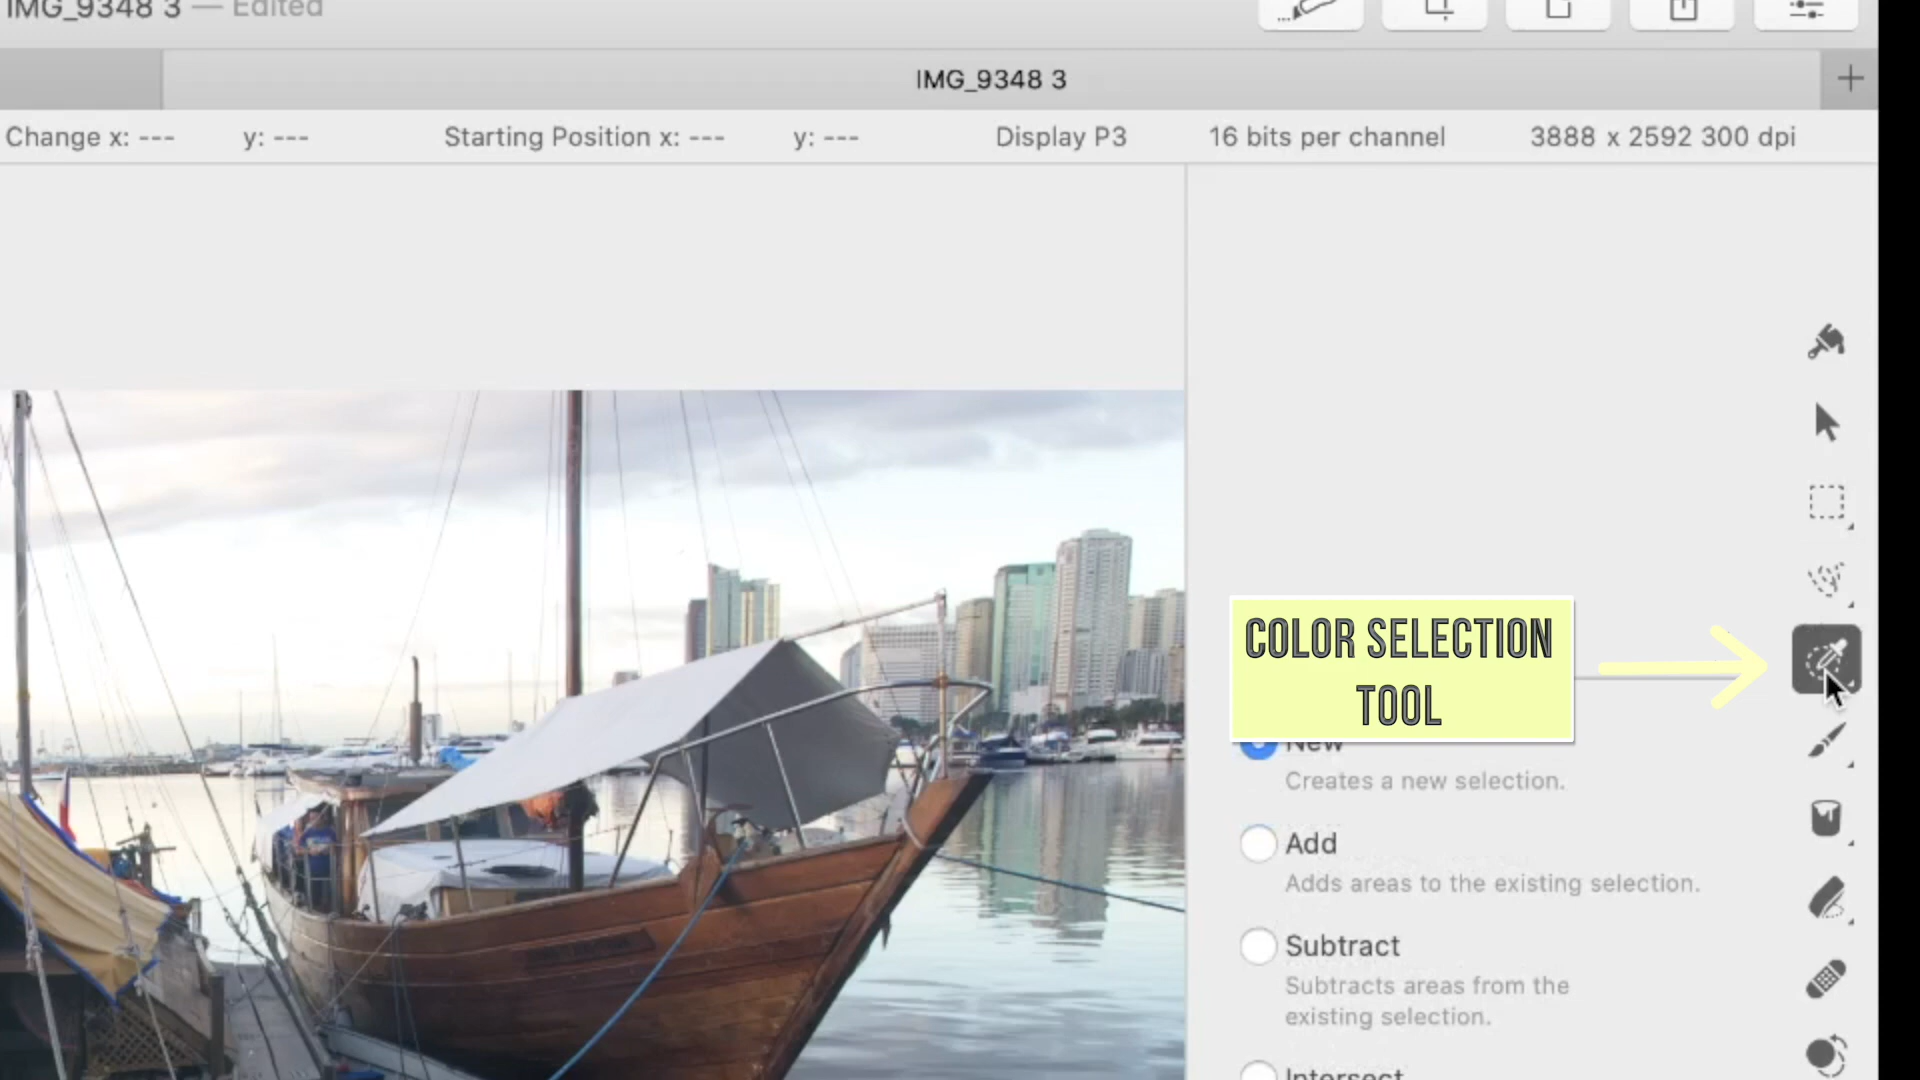 IMG_9348 3 — Edited
IMG_9348 3
Change x: --- y: --- Starting Position x: --- y: --- Display P3 16 bits per channel 3888 x 2592 300 dpi
COLOR SELECTION
TOOL
New
Creates a new selection.
Add
Adds areas to the existing selection.
Subtract
Subtracts areas from the
existing selection.
Intersect